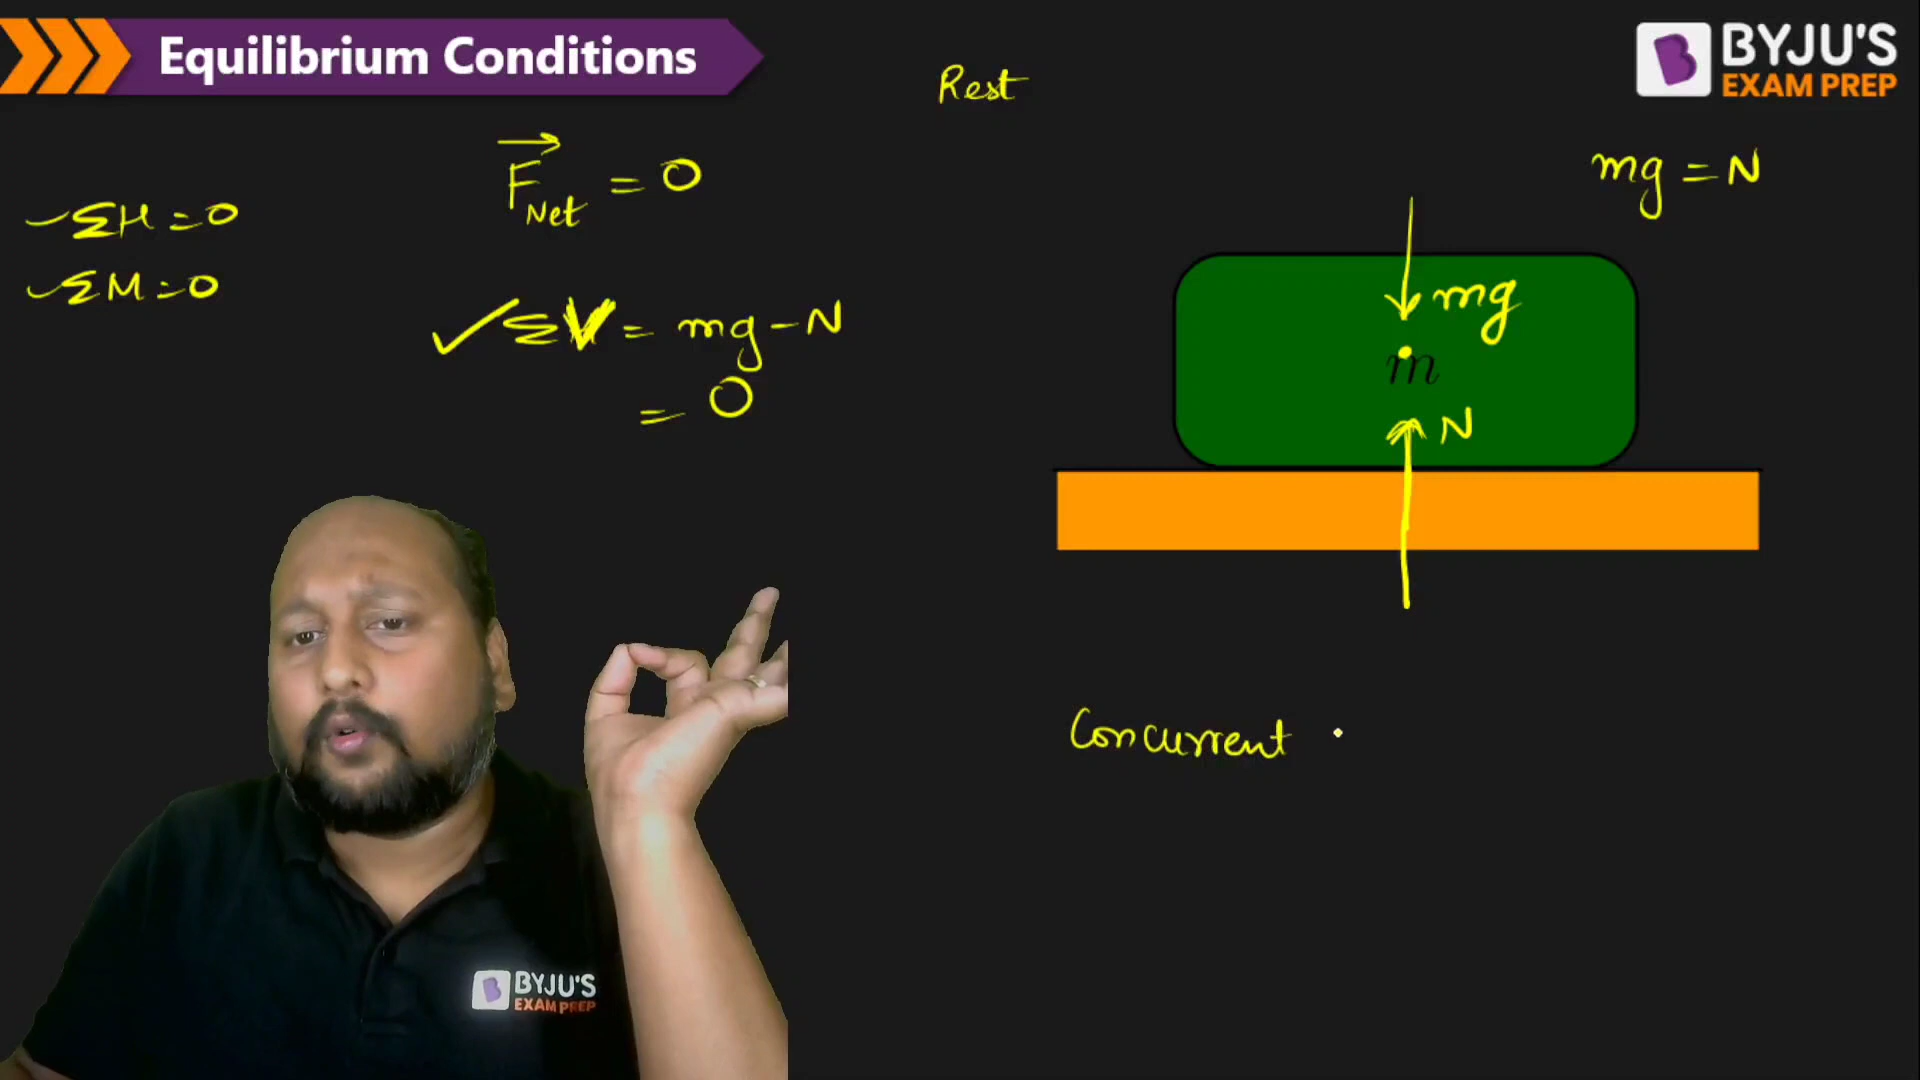 Equilibrium Conditions
BYJU'S
EXAM PREP
Rest
F Net = 0
mg = N
ΣH = 0
ΣM = 0
ΣV = mg - N
= 0
mg
m
N
Concurrent
BYJU'S
EXAM PREP